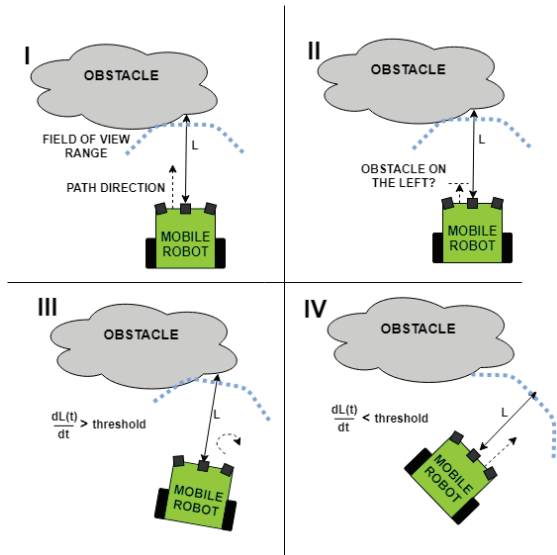 I
OBSTACLE
FIELD OF VIEW
RANGE
L
PATH DIRECTION
MOBILE
ROBOT
II
OBSTACLE
L
OBSTACLE ON
THE LEFT?
MOBILE
ROBOT
III
OBSTACLE
dL(t)
dt
> threshold
L
MOBILE
ROBOT
IV
OBSTACLE
L
dL(t)
dt
< threshold
MOBILE
ROBOT